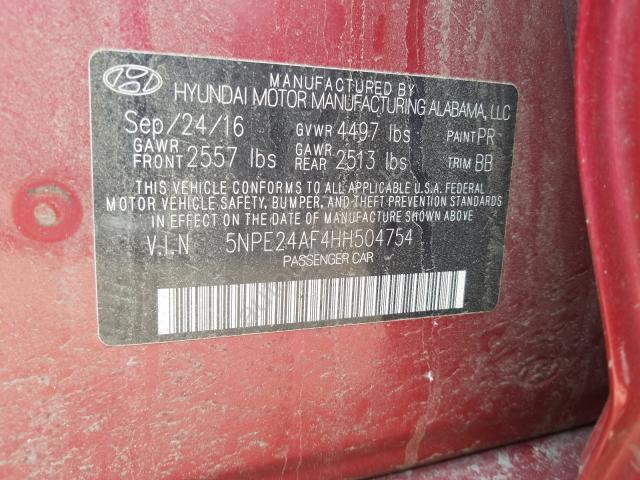 MANUFACTURED BY
HYUNDAI MOTOR MANUFACTURING ALABAMA, LLC
Sep/24/16 GVWR 4497 lbs PAINT PR
GAWR FRONT 2557 lbs GAWR REAR 2513 lbs TRIM BB
THIS VEHICLE CONFORMS TO ALL APPLICABLE U.S.A. FEDERAL
MOTOR VEHICLE SAFETY, BUMPER, AND THEFT PREVENTION STANDARDS
IN EFFECT ON THE DATE OF MANUFACTURE SHOWN ABOVE.
V.I.N 5NPE24AF4HH504754
PASSENGER CAR